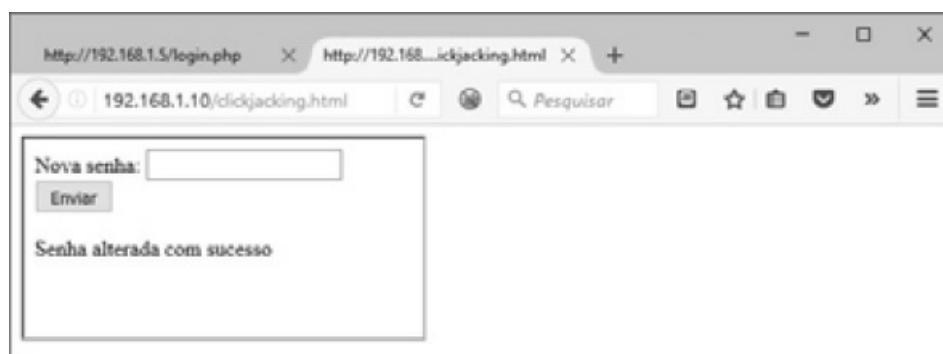 http://192.168.1.5/login.php
http://192.168....ickjacking.html
192.168.1.10/clickjacking.html
Pesquisar
Nova senha:
Enviar
Senha alterada com sucesso